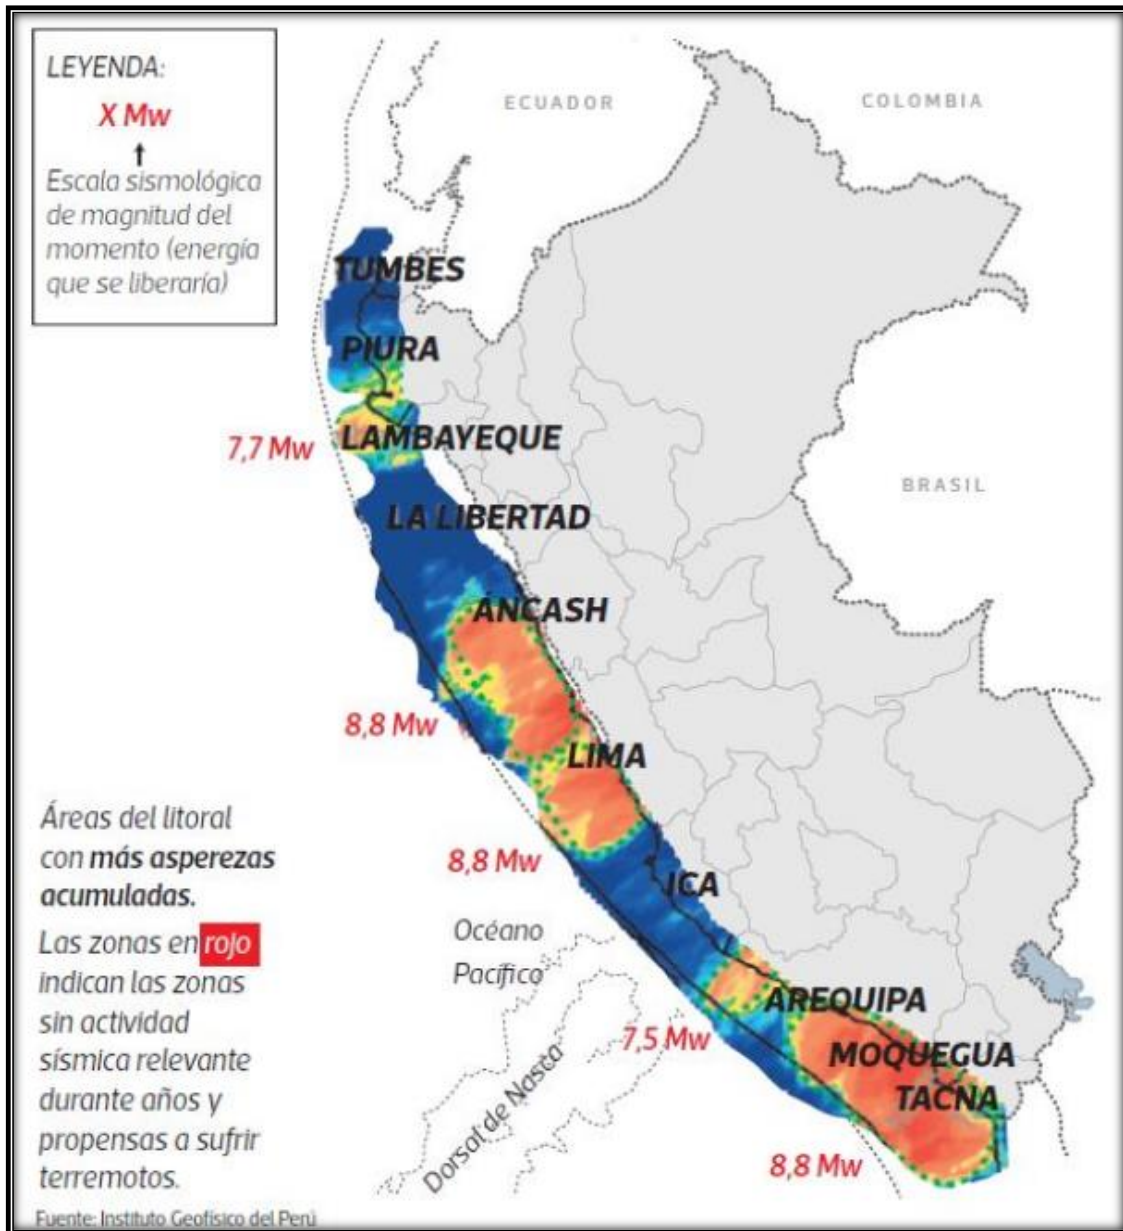 LEYENDA:
X Mw
Escala sismológica
de magnitud del
momento (energía
que se liberaría)
ECUADOR
COLOMBIA
TUMBES
PIURA
7,7 Mw
LAMBAYEQUE
BRASIL
LA LIBERTAD
ÁNCASH
8,8 Mw
LIMA
Áreas del litoral
con más asperezas
acumuladas.
Las zonas en rojo
indican las zonas
sin actividad
sísmica relevante
durante años y
propensas a sufrir
terremotos.
8,8 Mw
ICA
Océano
Pacífico
AREQUIPA
7,5 Mw
MOQUEGUA
TACNA
Dorsal de Nasca
8,8 Mw
Fuente: Instituto Geofísico del Perú